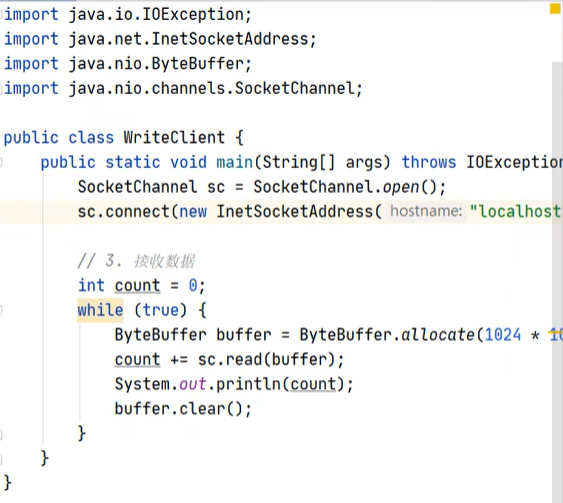 import java.io.IOException;
import java.net.InetSocketAddress;
import java.nio.ByteBuffer;
import java.nio.channels.SocketChannel;
public class WriteClient {
public static void main(String[] args) throws IOException
SocketChannel sc = SocketChannel.open();
sc.connect(new InetSocketAddress( hostname: "localhost
// 3. 接收数据
int count = 0;
while (true) {
ByteBuffer buffer = ByteBuffer.allocate(1024 *
count += sc.read(buffer);
System.out.println(count);
buffer.clear();
}
}
}